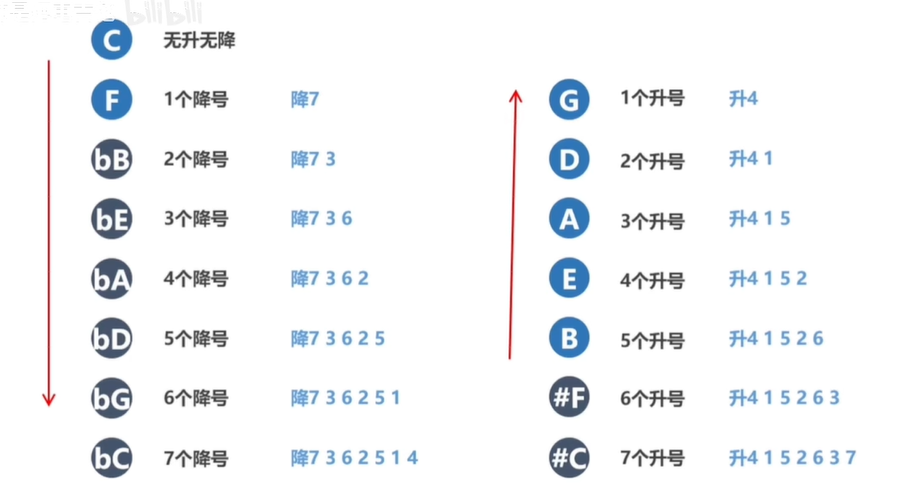 bilibili
C 无升无降
F 1个降号 降7
bB 2个降号 降7 3
bE 3个降号 降7 3 6
bA 4个降号 降7 3 6 2
bD 5个降号 降7 3 6 2 5
bG 6个降号 降7 3 6 2 5 1
bC 7个降号 降7 3 6 2 5 1 4
G 1个升号 升4
D 2个升号 升4 1
A 3个升号 升4 1 5
E 4个升号 升4 1 5 2
B 5个升号 升4 1 5 2 6
#F 6个升号 升4 1 5 2 6 3
#C 7个升号 升4 1 5 2 6 3 7